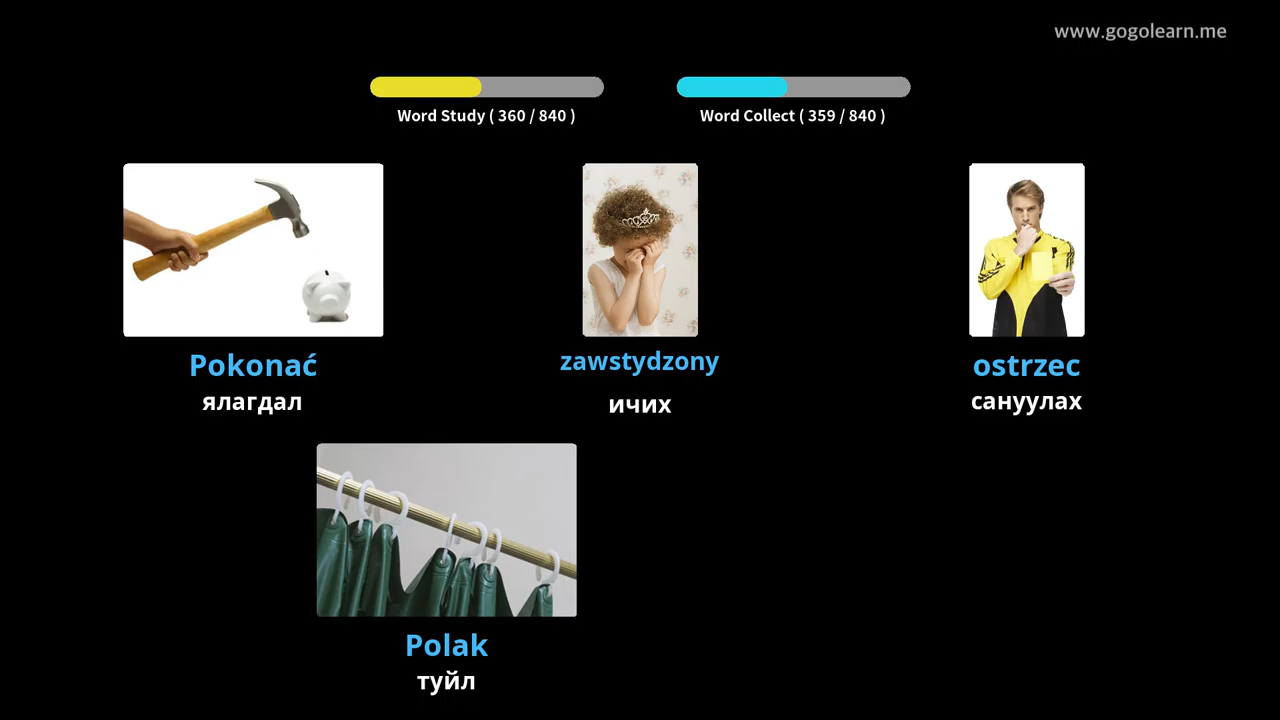 www.gogolearn.me
Word Study ( 360 / 840 )
Word Collect ( 359 / 840 )
Pokonać
ялагдал
zawstydzony
ичих
ostrzec
сануулах
Polak
туйл